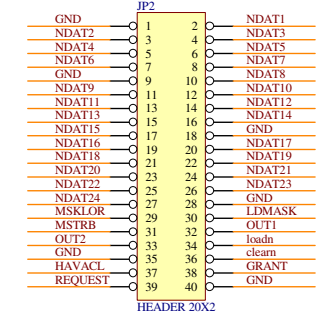 JP2
GND 1 2 NDAT1
NDAT2 3 4 NDAT3
NDAT4 5 6 NDAT5
NDAT6 7 8 NDAT7
GND 9 10 NDAT8
NDAT9 11 12 NDAT10
NDAT11 13 14 NDAT12
NDAT13 15 16 NDAT14
NDAT15 17 18 GND
NDAT16 19 20 NDAT17
NDAT18 21 22 NDAT19
NDAT20 23 24 NDAT21
NDAT22 25 26 NDAT23
NDAT24 27 28 GND
MSKLOR 29 30 LDMASK
MSTRB 31 32 OUT1
OUT2 33 34 loadn
GND 35 36 clearn
HAVACL 37 38 GRANT
REQUEST 39 40 GND
HEADER 20X2